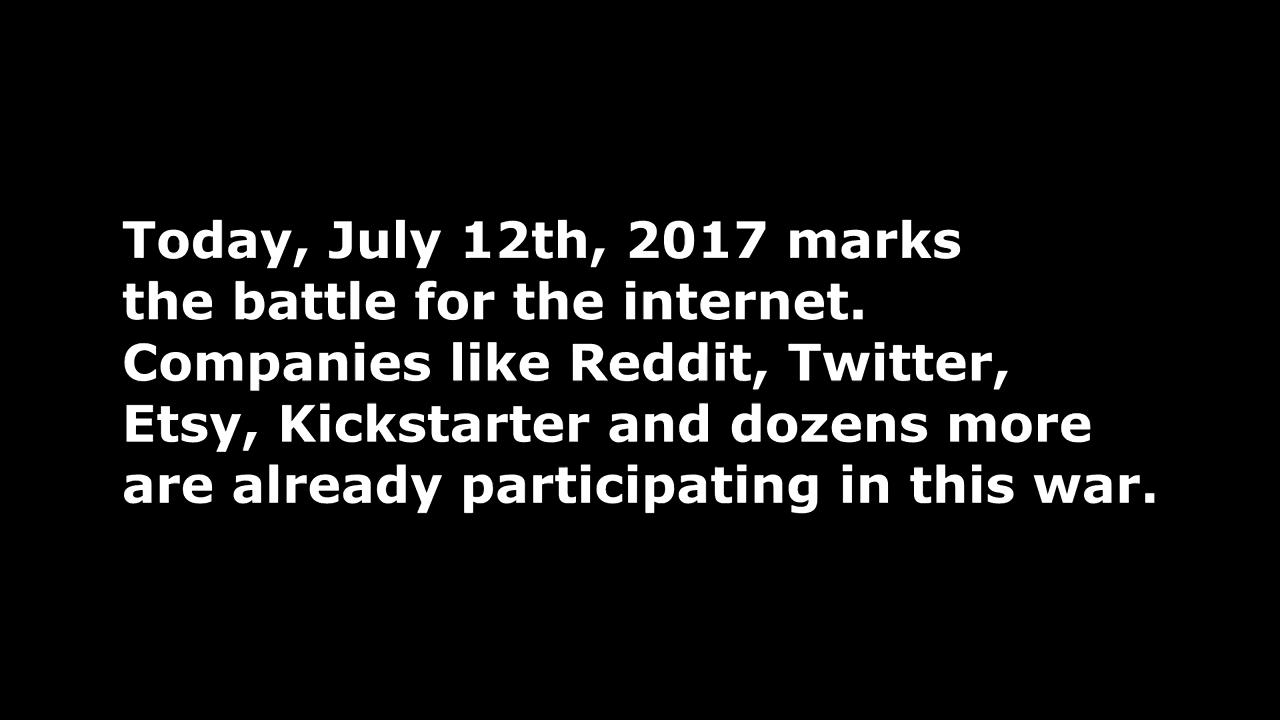 Today, July 12th, 2017 marks
the battle for the internet.
Companies like Reddit, Twitter,
Etsy, Kickstarter and dozens more
are already participating in this war.